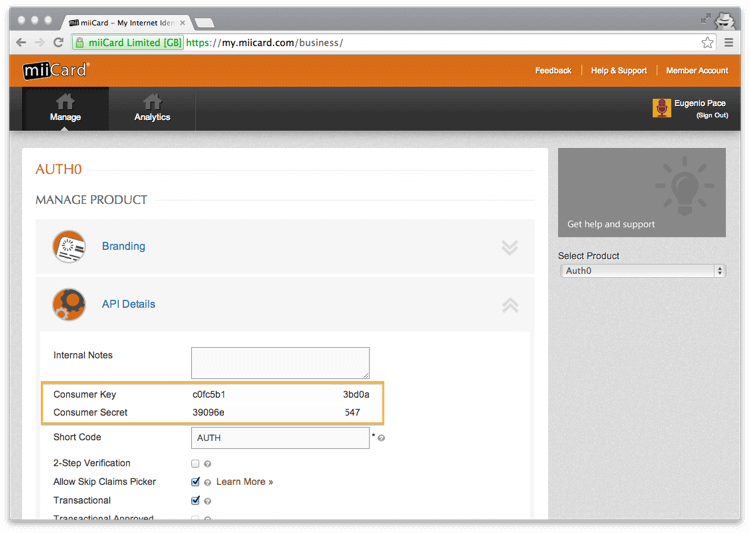 miiCard - My Internet Iden
miiCard Limited [GB] https://my.miicard.com/business/
miiCard®
Feedback Help & Support Member Account
Manage
Analytics
Eugenio Pace
(Sign Out)
AUTH0
MANAGE PRODUCT
Branding
API Details
Internal Notes
Consumer Key c0fc5b1 3bd0a
Consumer Secret 39096e 547
Short Code AUTH *
2-Step Verification
Allow Skip Claims Picker Learn More »
Transactional
Transactional Approved
Get help and support
Select Product
Auth0